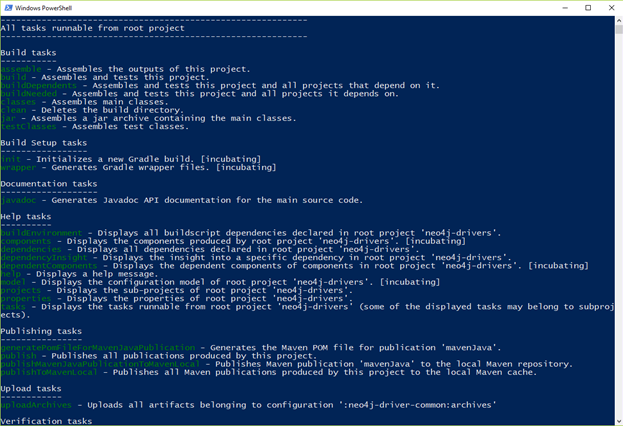 Windows PowerShell
------------------------------------------------------------
All tasks runnable from root project
------------------------------------------------------------
Build tasks
-----------
assemble - Assembles the outputs of this project.
build - Assembles and tests this project.
buildDependents - Assembles and tests this project and all projects that depend on it.
buildNeeded - Assembles and tests this project and all projects it depends on.
classes - Assembles main classes.
clean - Deletes the build directory.
jar - Assembles a jar archive containing the main classes.
testClasses - Assembles test classes.
Build Setup tasks
-----------------
init - Initializes a new Gradle build. [incubating]
wrapper - Generates Gradle wrapper files. [incubating]
Documentation tasks
-------------------
javadoc - Generates Javadoc API documentation for the main source code.
Help tasks
----------
buildEnvironment - Displays all buildscript dependencies declared in root project 'neo4j-drivers'.
components - Displays the components produced by root project 'neo4j-drivers'. [incubating]
dependencies - Displays all dependencies declared in root project 'neo4j-drivers'.
dependencyInsight - Displays the insight into a specific dependency in root project 'neo4j-drivers'.
dependentComponents - Displays the dependent components of components in root project 'neo4j-drivers'. [incubating]
help - Displays a help message.
model - Displays the configuration model of root project 'neo4j-drivers'. [incubating]
projects - Displays the sub-projects of root project 'neo4j-drivers'.
properties - Displays the properties of root project 'neo4j-drivers'.
tasks - Displays the tasks runnable from root project 'neo4j-drivers' (some of the displayed tasks may belong to subproj
ects).
Publishing tasks
----------------
generatePomFileForMavenJavaPublication - Generates the Maven POM file for publication 'mavenJava'.
publish - Publishes all publications produced by this project.
publishMavenJavaPublicationToMavenLocal - Publishes Maven publication 'mavenJava' to the local Maven repository.
publishToMavenLocal - Publishes all Maven publications produced by this project to the local Maven cache.
Upload tasks
------------
uploadArchives - Uploads all artifacts belonging to configuration ':neo4j-driver-common:archives'
Verification tasks